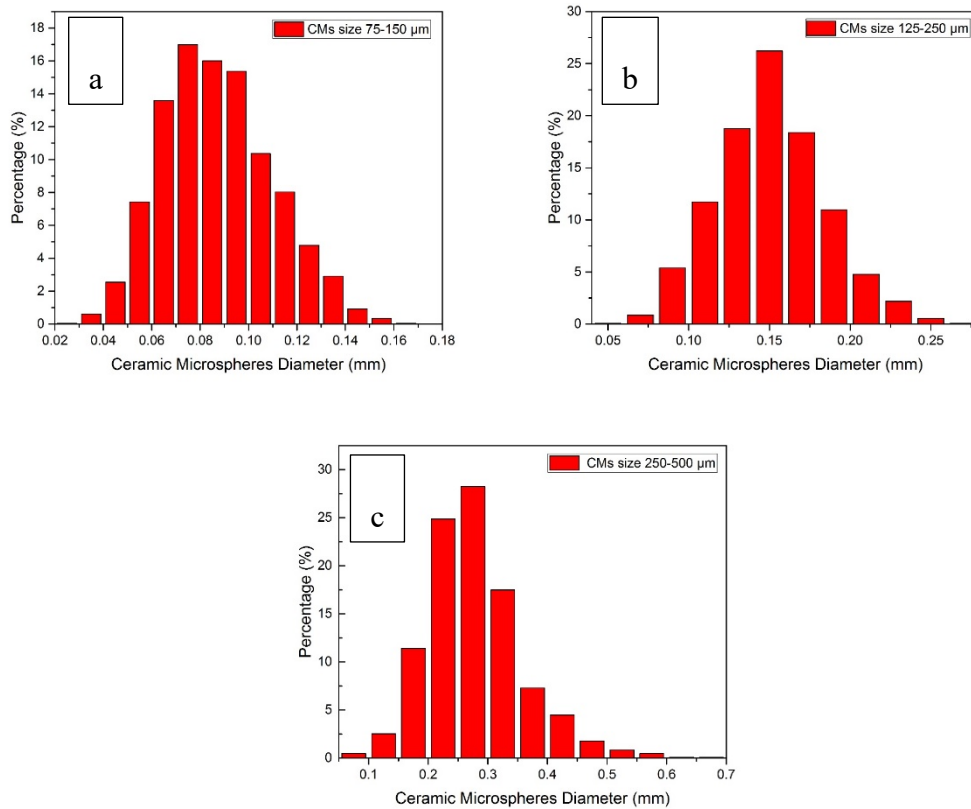 a
CMs size 75-150 µm
18
16
14
12
10
8
6
4
2
0
Percentage (%)
0.02 0.04 0.06 0.08 0.10 0.12 0.14 0.16 0.18
Ceramic Microspheres Diameter (mm)
b
CMs size 125-250 µm
30
25
20
15
10
5
0
Percentage (%)
0.05 0.10 0.15 0.20 0.25
Ceramic Microspheres Diameter (mm)
c
CMs size 250-500 µm
30
25
20
15
10
5
0
Percentage (%)
0.1 0.2 0.3 0.4 0.5 0.6 0.7
Ceramic Microspheres Diameter (mm)